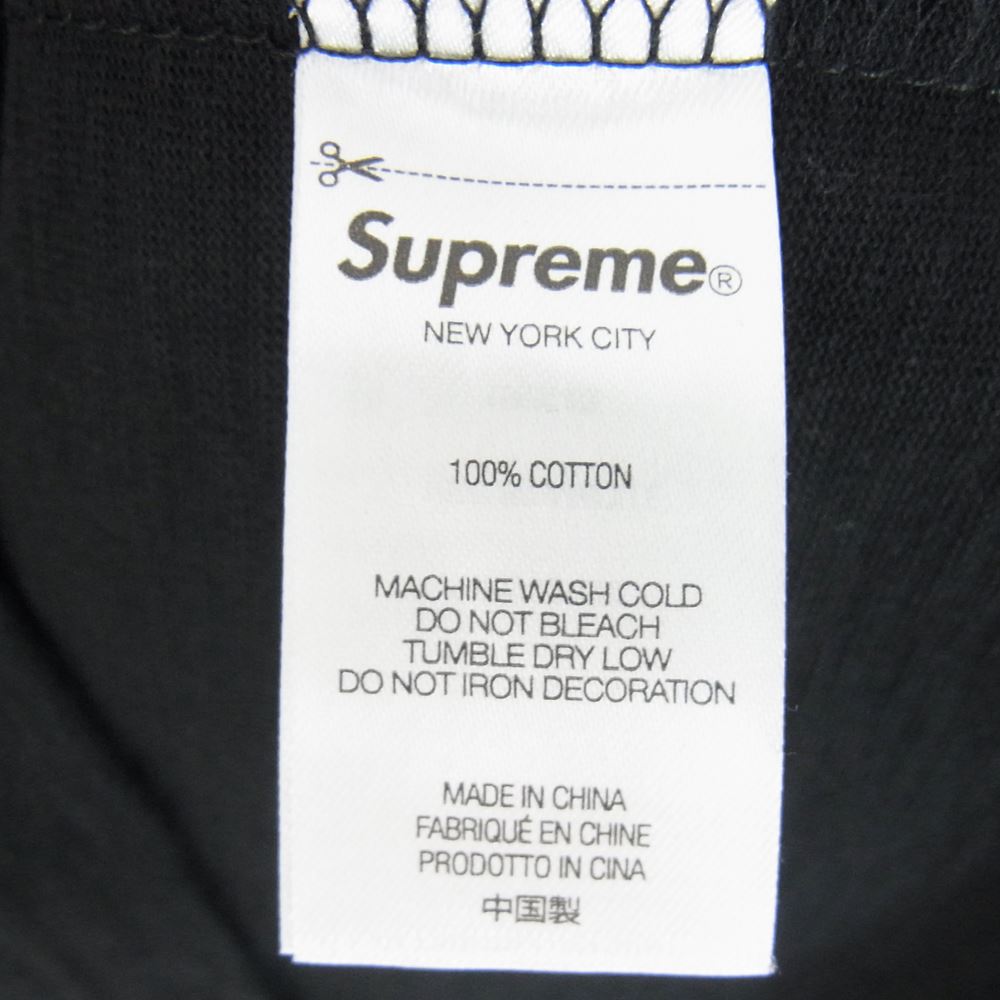 Supreme®
NEW YORK CITY
100% COTTON
MACHINE WASH COLD
DO NOT BLEACH
TUMBLE DRY LOW
DO NOT IRON DECORATION
MADE IN CHINA
FABRIQUÉ EN CHINE
PRODOTTO IN CINA
中国製